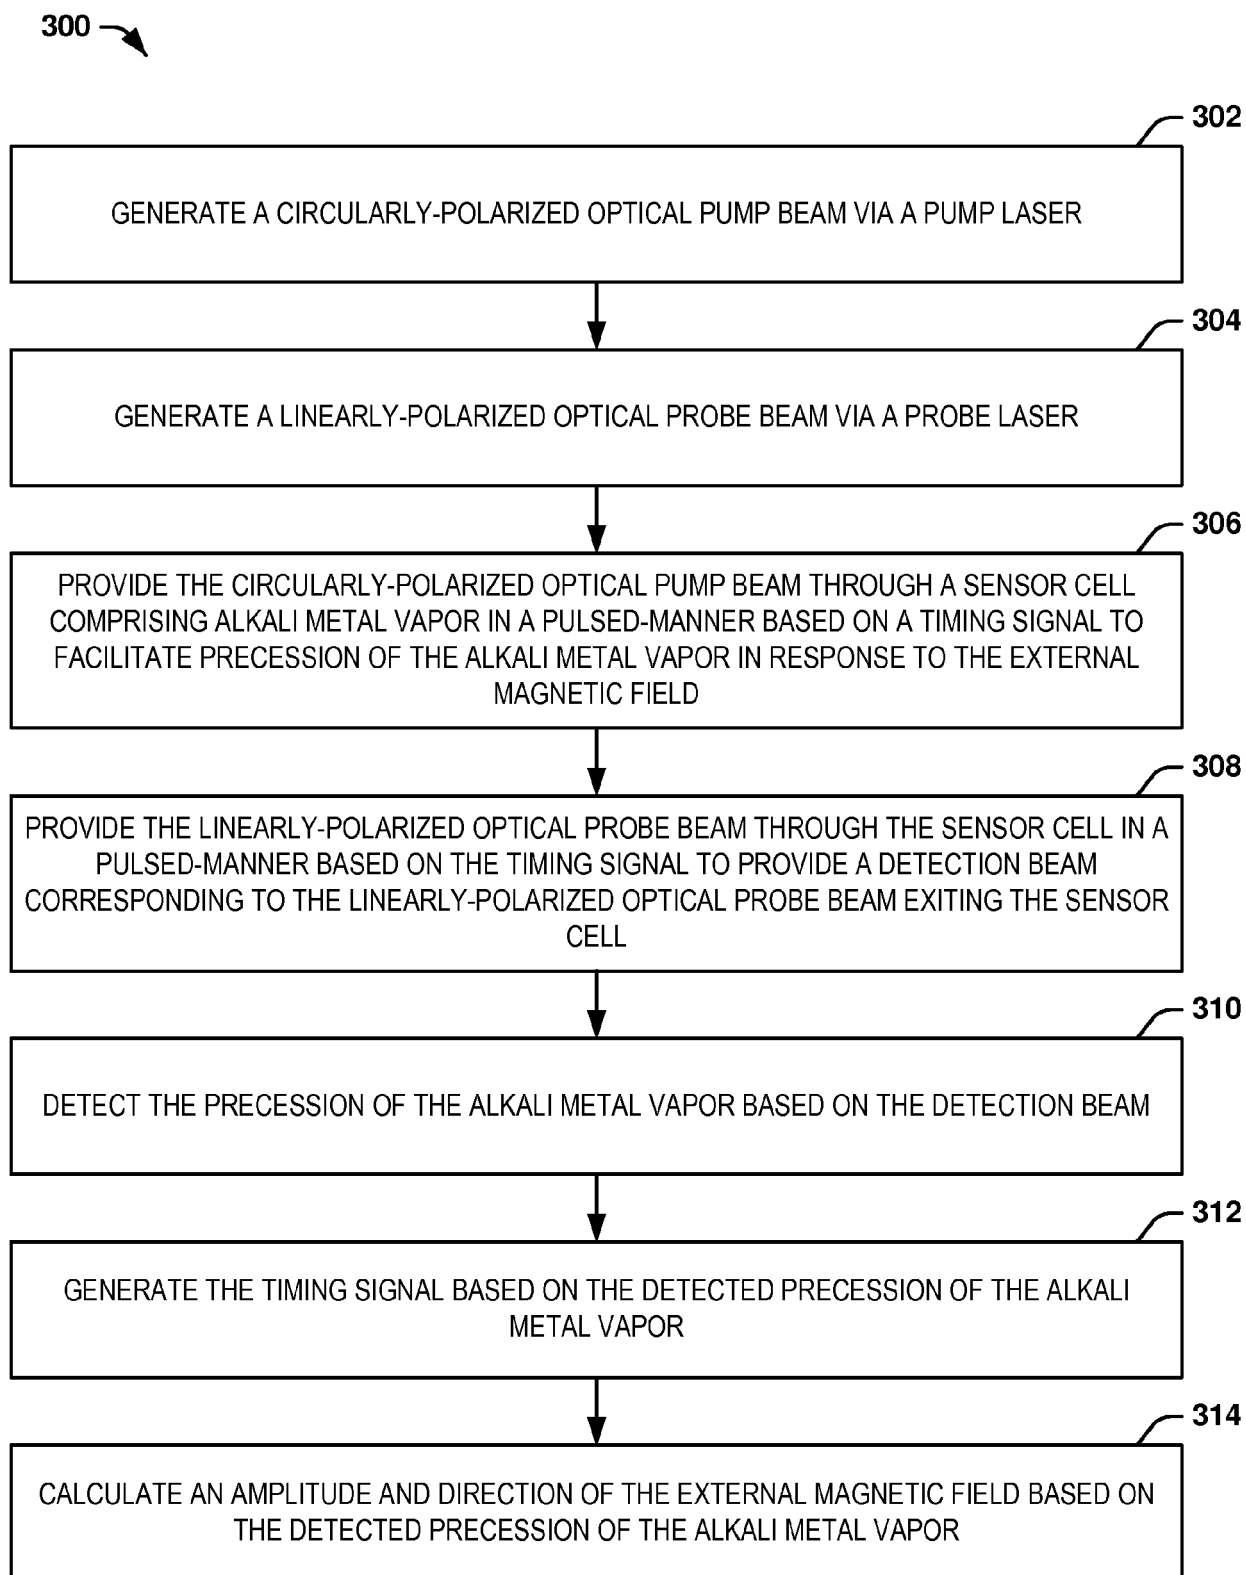 300
302
GENERATE A CIRCULARLY-POLARIZED OPTICAL PUMP BEAM VIA A PUMP LASER
304
GENERATE A LINEARLY-POLARIZED OPTICAL PROBE BEAM VIA A PROBE LASER
306
PROVIDE THE CIRCULARLY-POLARIZED OPTICAL PUMP BEAM THROUGH A SENSOR CELL
COMPRISING ALKALI METAL VAPOR IN A PULSED-MANNER BASED ON A TIMING SIGNAL TO
FACILITATE PRECESSION OF THE ALKALI METAL VAPOR IN RESPONSE TO THE EXTERNAL
MAGNETIC FIELD
308
PROVIDE THE LINEARLY-POLARIZED OPTICAL PROBE BEAM THROUGH THE SENSOR CELL IN A
PULSED-MANNER BASED ON THE TIMING SIGNAL TO PROVIDE A DETECTION BEAM
CORRESPONDING TO THE LINEARLY-POLARIZED OPTICAL PROBE BEAM EXITING THE SENSOR
CELL
310
DETECT THE PRECESSION OF THE ALKALI METAL VAPOR BASED ON THE DETECTION BEAM
312
GENERATE THE TIMING SIGNAL BASED ON THE DETECTED PRECESSION OF THE ALKALI
METAL VAPOR
314
CALCULATE AN AMPLITUDE AND DIRECTION OF THE EXTERNAL MAGNETIC FIELD BASED ON
THE DETECTED PRECESSION OF THE ALKALI METAL VAPOR